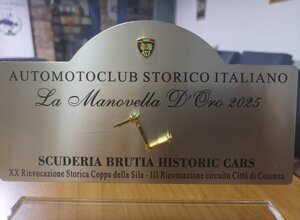 AUTOMOTOCLUB STORICO ITALIANO
La Manovella D'Oro 2025
SCUDERIA BRUTIA HISTORIC CARS
XX Rievocazione Storica Coppa della Sila - III Rievocazione circuito Città di Cosenza